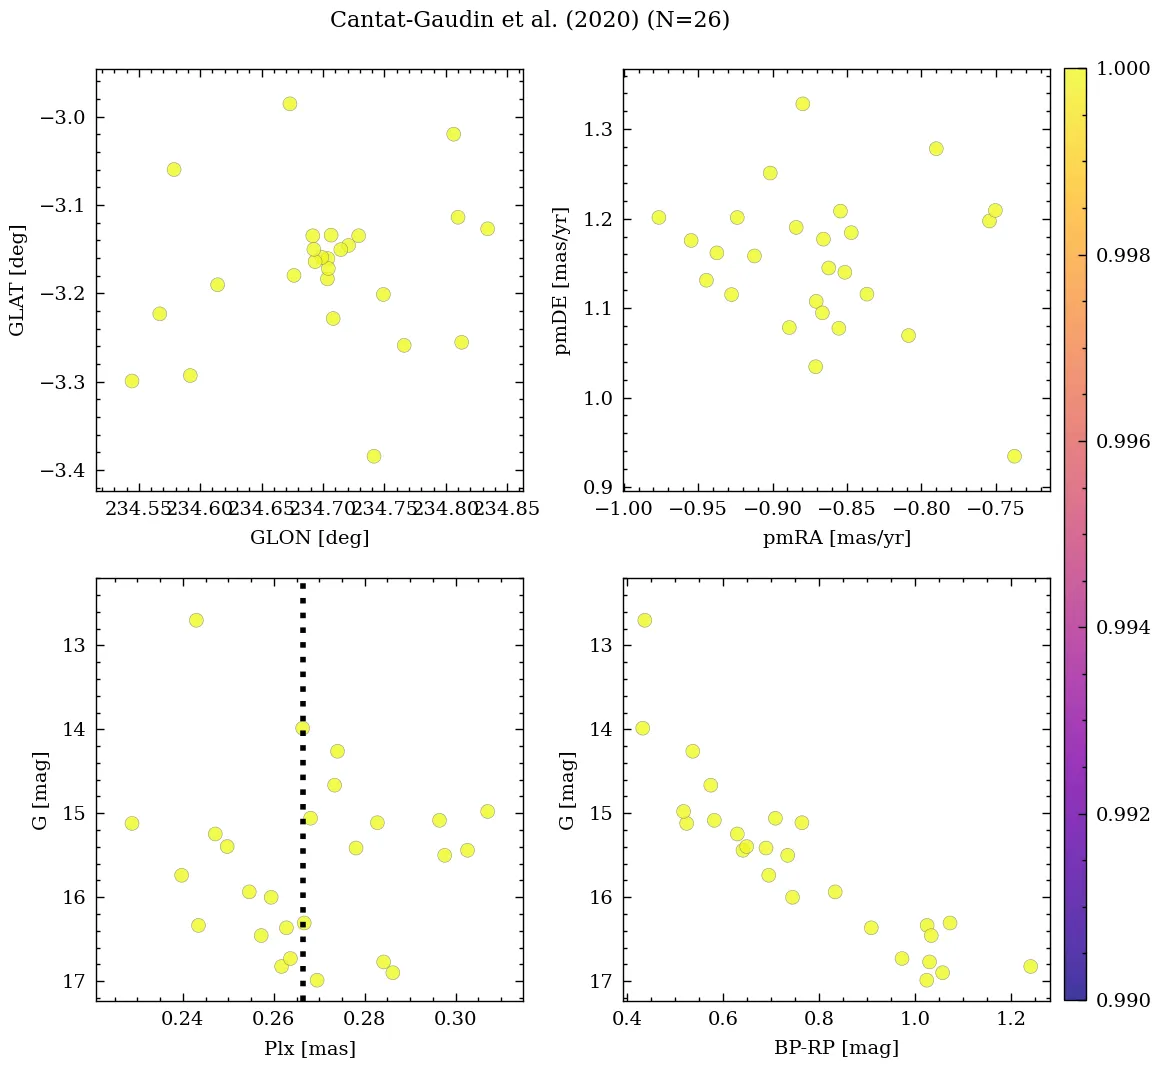 Cantat-Gaudin et al. (2020) (N=26)
−3.0
−3.1
−3.2
−3.3
−3.4
GLAT [deg]
234.55 234.60 234.65 234.70 234.75 234.80 234.85
GLON [deg]
1.3
1.2
1.1
1.0
0.9
pmDE [mas/yr]
−1.00 −0.95 −0.90 −0.85 −0.80 −0.75
pmRA [mas/yr]
13
14
15
16
17
G [mag]
0.24 0.26 0.28 0.30
Plx [mas]
13
14
15
16
17
G [mag]
0.4 0.6 0.8 1.0 1.2
BP-RP [mag]
1.000
0.998
0.996
0.994
0.992
0.990